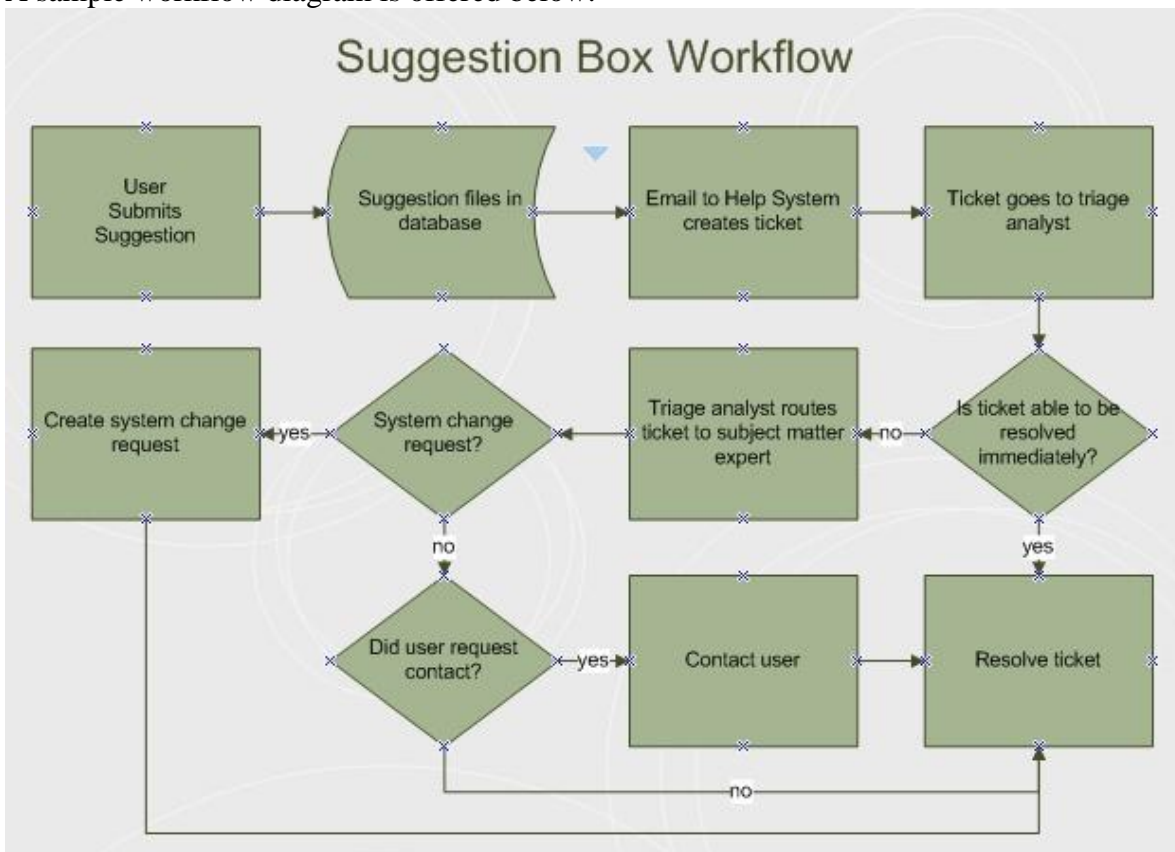 A sample workflow diagram is offered below.
Suggestion Box Workflow
User
Submits
Suggestion
Suggestion files in
database
Email to Help System
creates ticket
Ticket goes to triage
analyst
Create system change
request
yes
System change
request?
Triage analyst routes
ticket to subject matter
expert
no
Is ticket able to be
resolved
immediately?
no
yes
Did user request
contact?
yes
Contact user
Resolve ticket
no